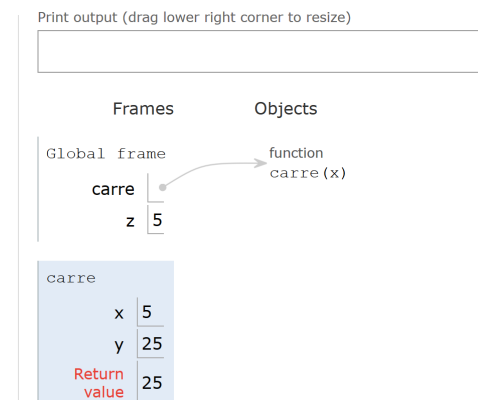 Print output (drag lower right corner to resize)
Frames Objects
Global frame
function
carre(x)
carre
z 5
carre
x 5
y 25
Return
value 25